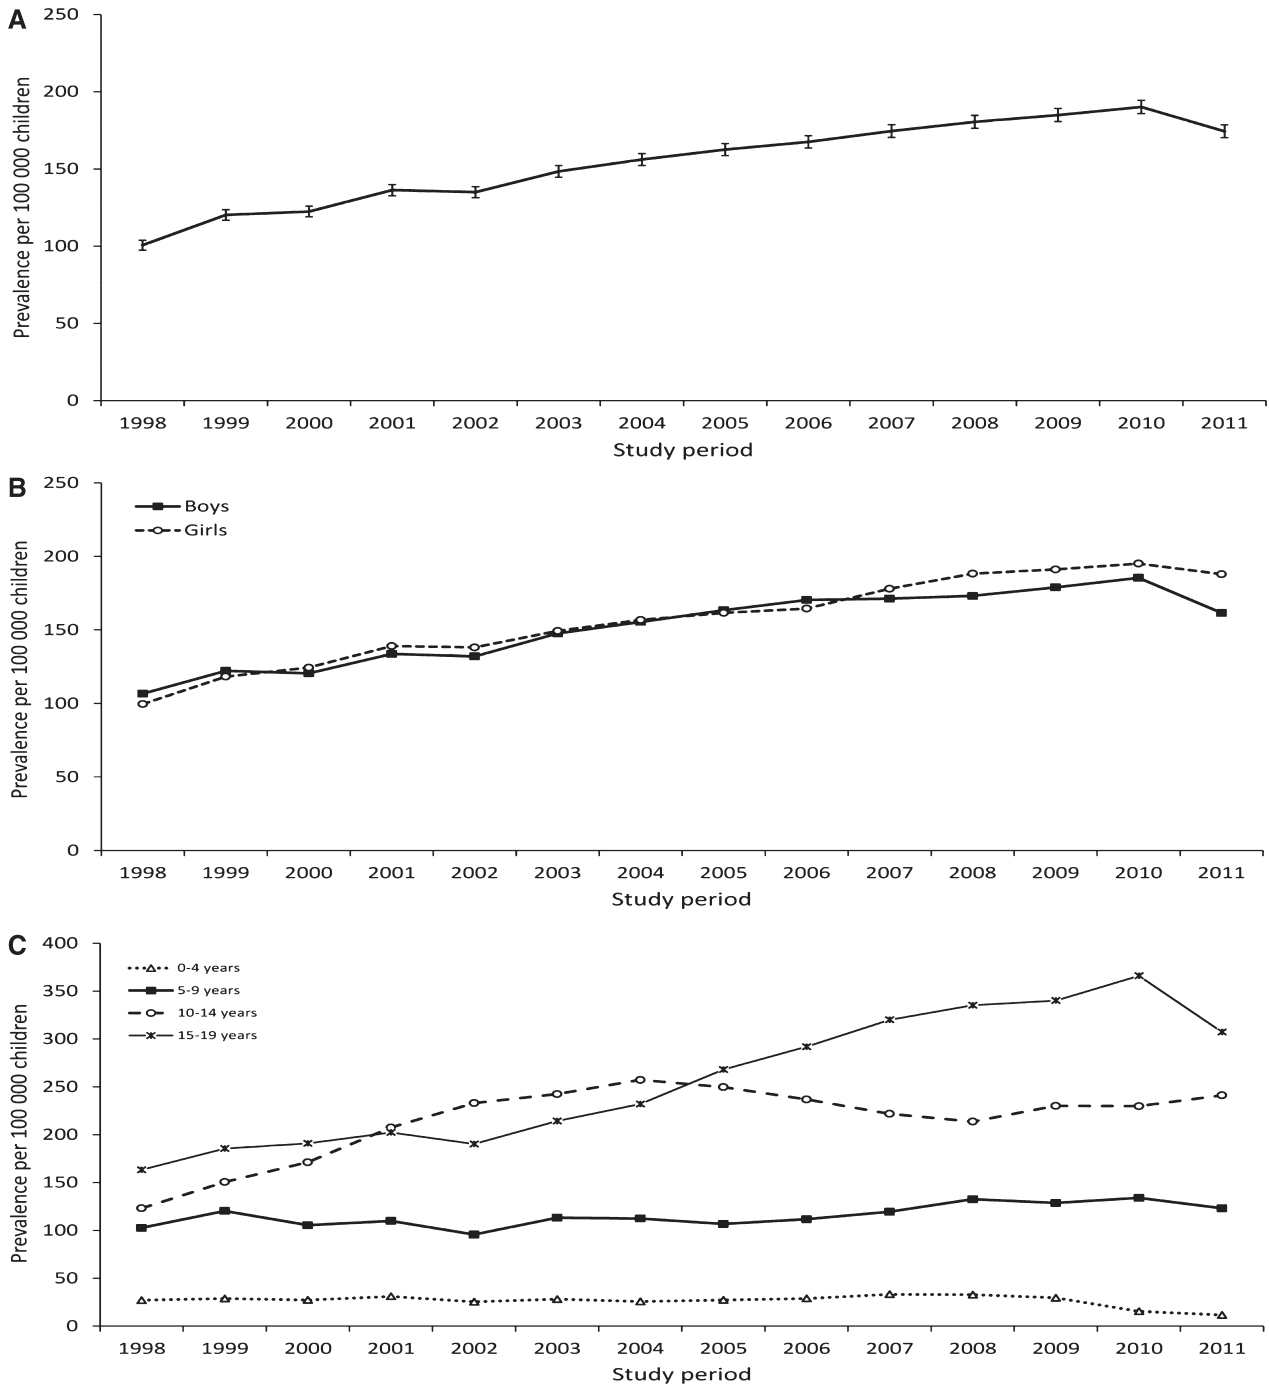 A
Prevalence per 100 000 children
250
200
150
100
50
0
1998 1999 2000 2001 2002 2003 2004 2005 2006 2007 2008 2009 2010 2011
Study period
B
Prevalence per 100 000 children
250
200
150
100
50
0
Boys
Girls
1998 1999 2000 2001 2002 2003 2004 2005 2006 2007 2008 2009 2010 2011
Study period
C
Prevalence per 100 000 children
400
350
300
250
200
150
100
50
0
0-4 years
5-9 years
10-14 years
15-19 years
1998 1999 2000 2001 2002 2003 2004 2005 2006 2007 2008 2009 2010 2011
Study period